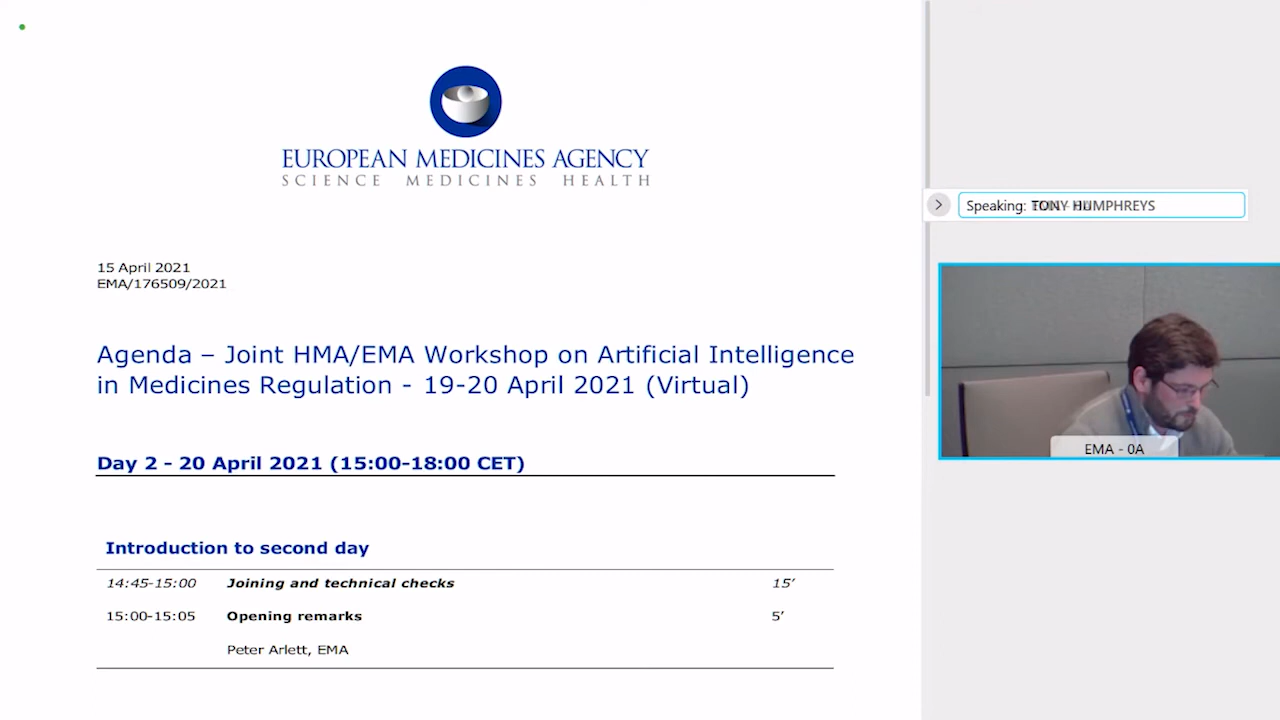 EUROPEAN MEDICINES AGENCY
SCIENCE MEDICINES HEALTH
15 April 2021
EMA/176509/2021
Agenda – Joint HMA/EMA Workshop on Artificial Intelligence
in Medicines Regulation - 19-20 April 2021 (Virtual)
Day 2 - 20 April 2021 (15:00-18:00 CET)
Introduction to second day
14:45-15:00 Joining and technical checks 15′
15:00-15:05 Opening remarks 5′
Peter Arlett, EMA
Speaking: TONY HUMPHREYS
EMA - 0A